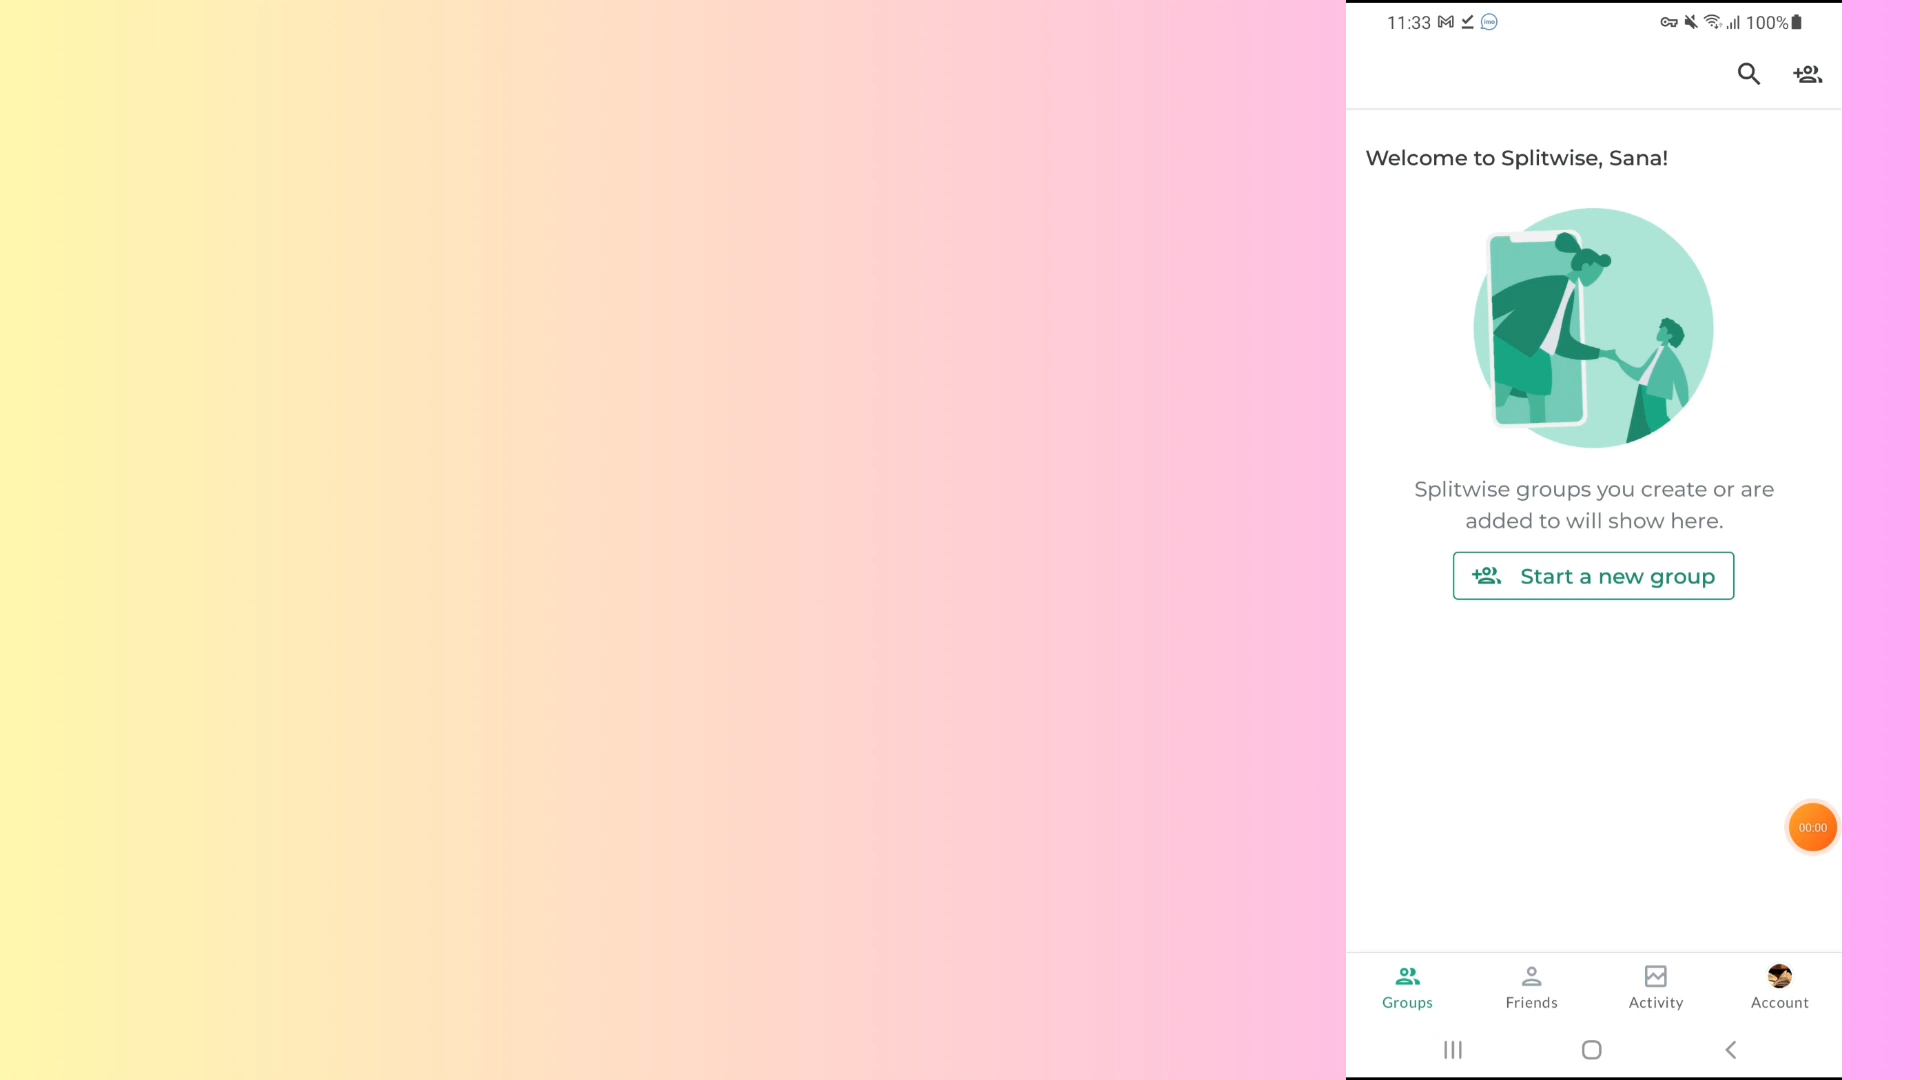 11:33
100%
Welcome to Splitwise, Sana!
Splitwise groups you create or are
added to will show here.
Start a new group
00:00
Groups
Friends
Activity
Account